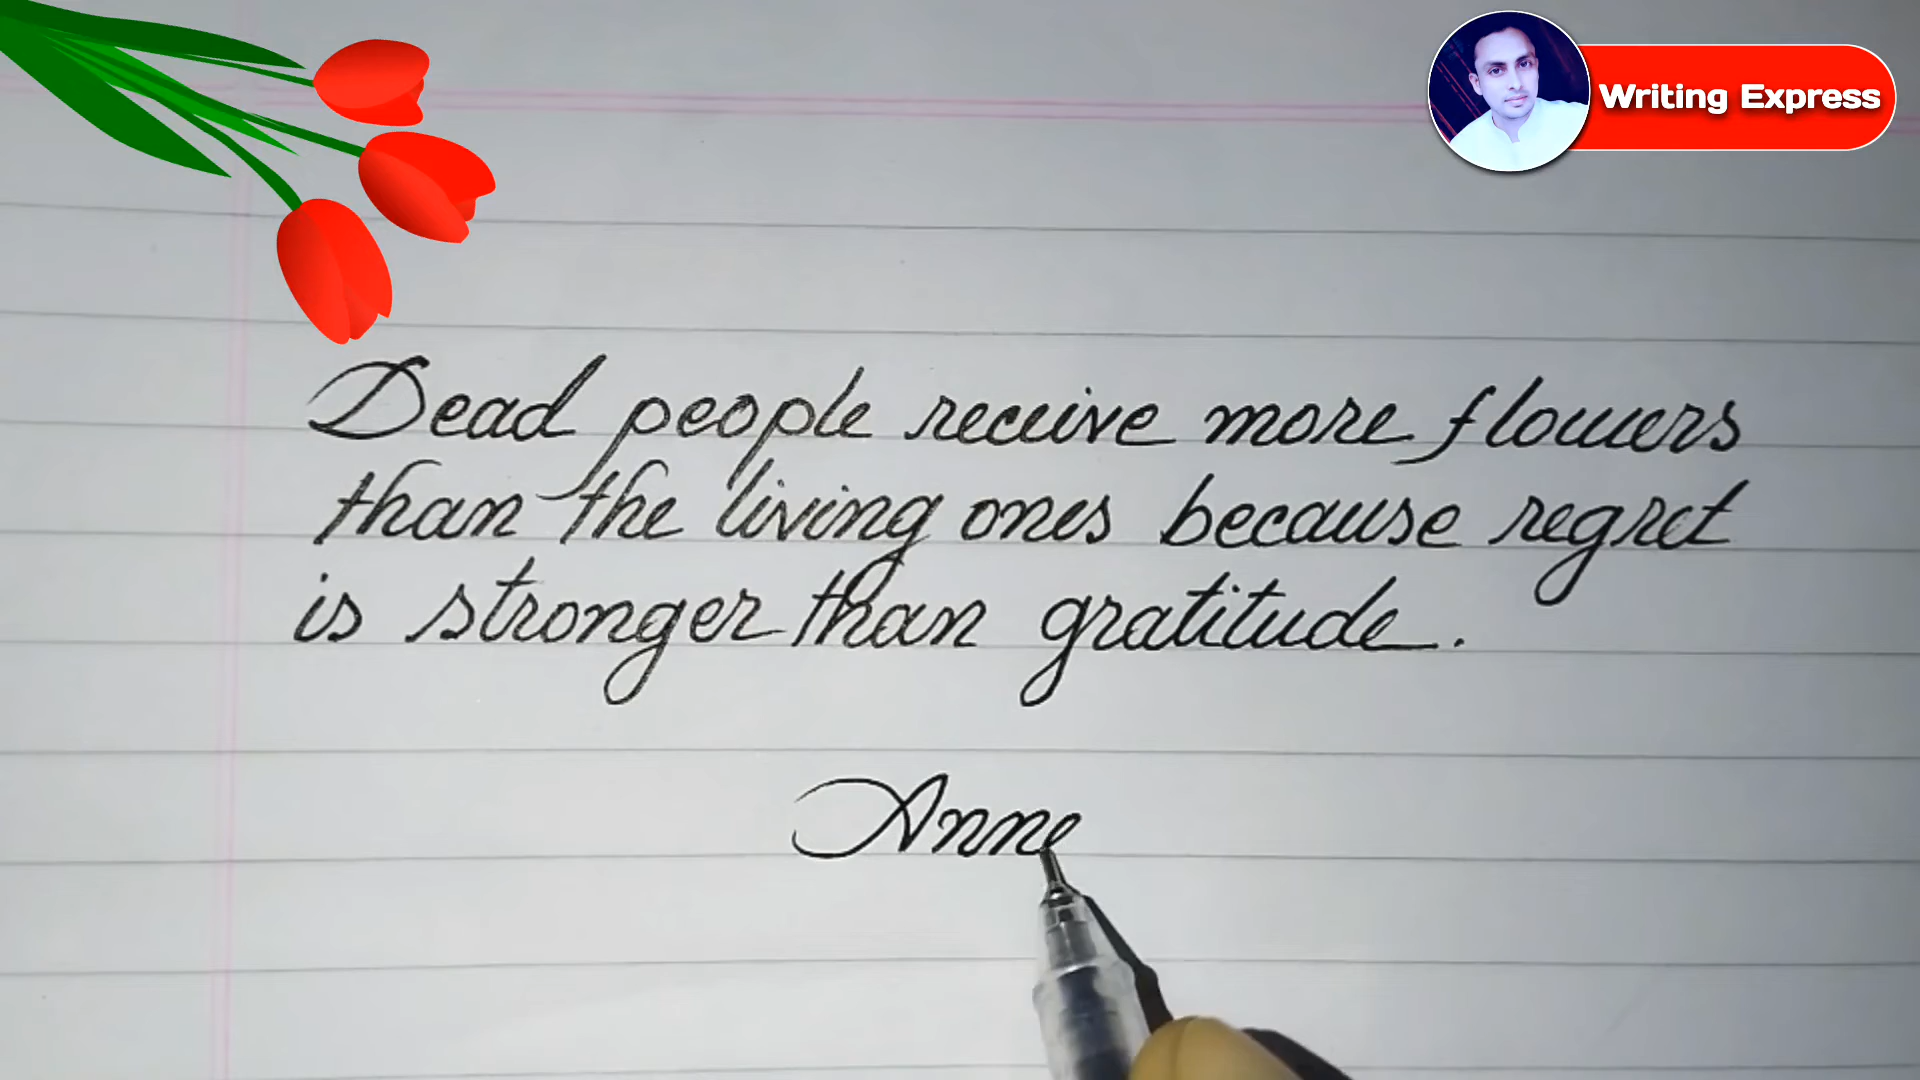 Writing Express
Dead people receive more flowers
than the living ones because regret
is stronger than gratitude.
Anne